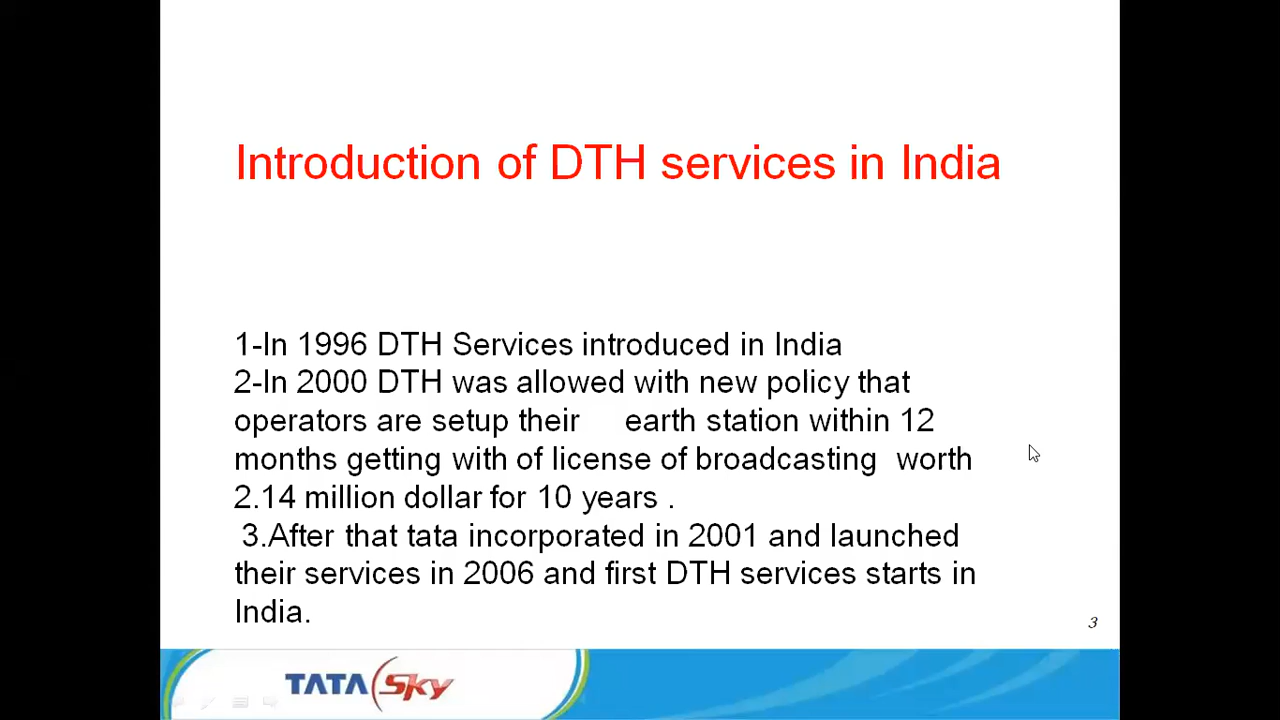 Introduction of DTH services in India
1-In 1996 DTH Services introduced in India
2-In 2000 DTH was allowed with new policy that
operators are setup their earth station within 12
months getting with of license of broadcasting worth
2.14 million dollar for 10 years .
3.After that tata incorporated in 2001 and launched
their services in 2006 and first DTH services starts in
India.
3
TATA Sky